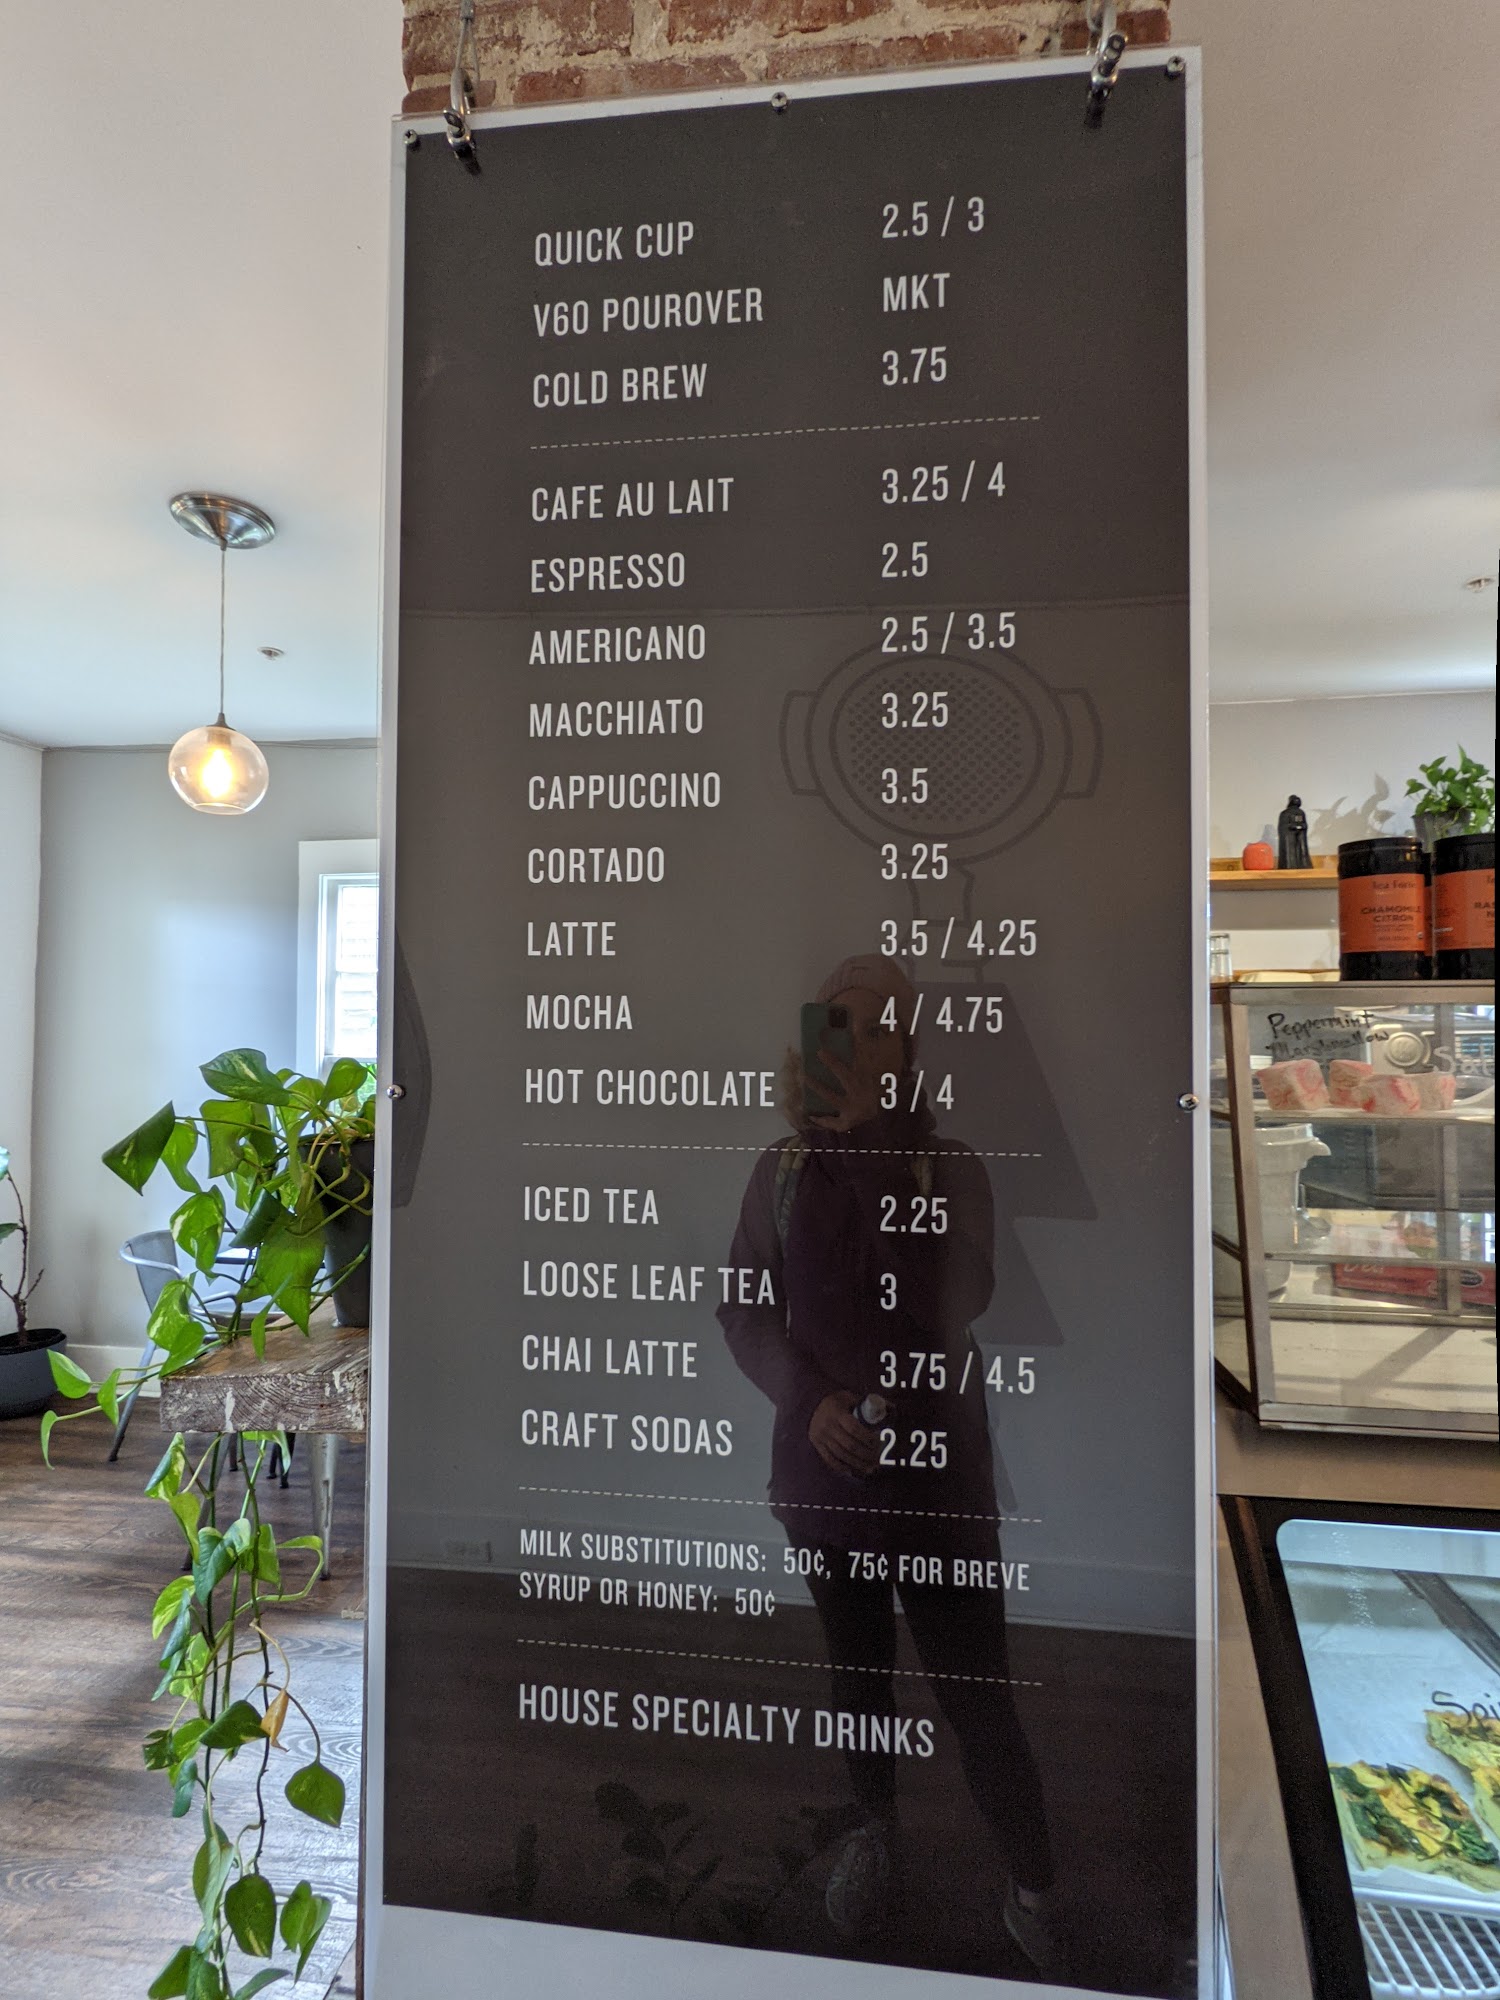 QUICK CUP 2.5 / 3
V60 POUROVER MKT
COLD BREW 3.75
CAFE AU LAIT 3.25 / 4
ESPRESSO 2.5
AMERICANO 2.5 / 3.5
MACCHIATO 3.25
CAPPUCCINO 3.5
CORTADO 3.25
LATTE 3.5 / 4.25
MOCHA 4 / 4.75
HOT CHOCOLATE 3 / 4
ICED TEA 2.25
LOOSE LEAF TEA 3
CHAI LATTE 3.75 / 4.5
CRAFT SODAS 2.25
MILK SUBSTITUTIONS: 50¢, 75¢ FOR BREVE
SYRUP OR HONEY: 50¢
HOUSE SPECIALTY DRINKS
CHAMOMILE
CITRON
Peppermint
Marshmallow